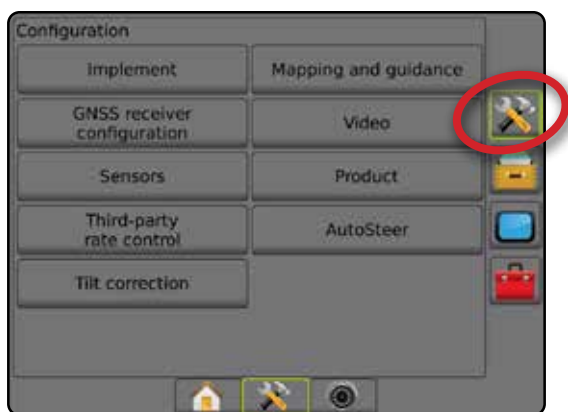 Configuration
Implement
Mapping and guidance
GNSS receiver
configuration
Video
Sensors
Product
Third-party
rate control
AutoSteer
Tilt correction